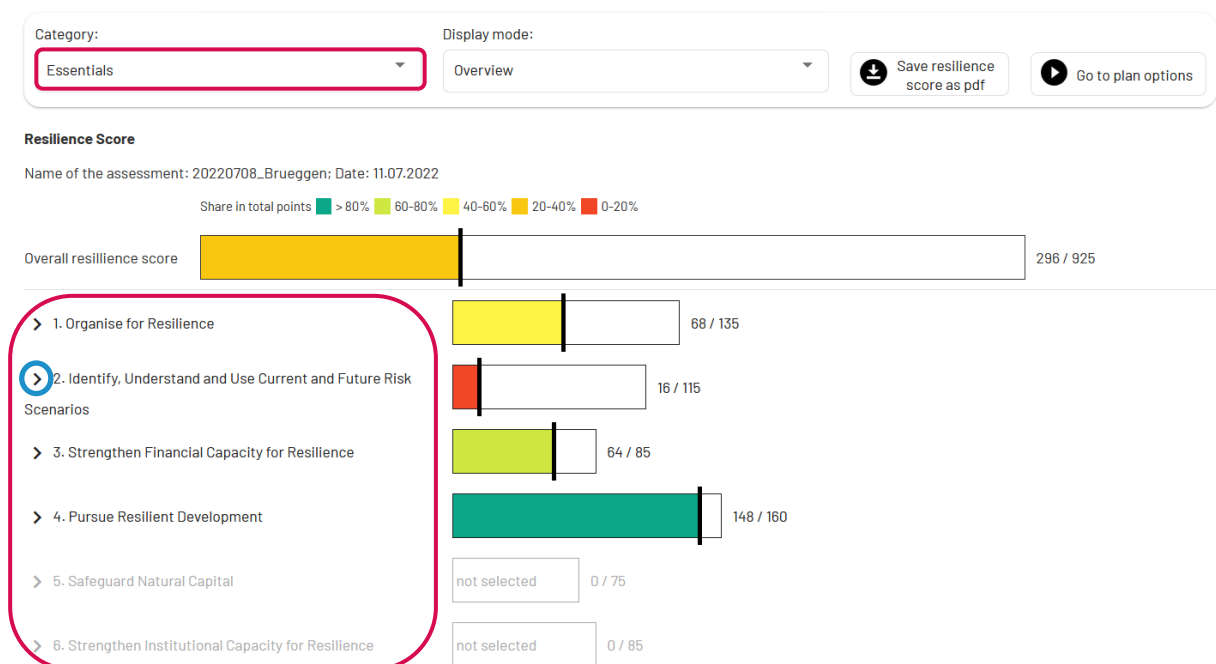 Category:
Display mode:
Essentials
Overview
Save resilience
score as pdf
Go to plan options
Resilience Score
Name of the assessment: 20220708_Brueggen; Date: 11.07.2022
Share in total points > 80% 60-80% 40-60% 20-40% 0-20%
Overall resillience score
296 / 925
1. Organise for Resilience
68 / 135
2. Identify, Understand and Use Current and Future Risk
Scenarios
16 / 115
3. Strengthen Financial Capacity for Resilience
64 / 85
4. Pursue Resilient Development
148 / 160
5. Safeguard Natural Capital
not selected
0 / 75
6. Strengthen Institutional Capacity for Resilience
not selected
0 / 85